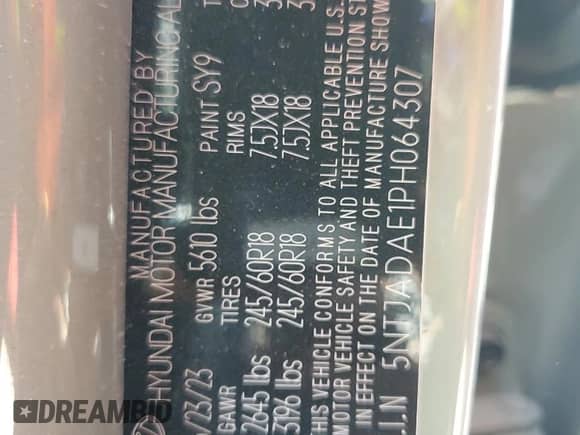 MANUFACTURED BY
HYUNDAI MOTOR MANUFACTURING AL
/23/23 GVWR 5610 lbs PAINT SY9
GAWR TIRES RIMS
2645 lbs 245/60R18 7.5JX18
3196 lbs 245/60R18 7.5JX18
THIS VEHICLE CONFORMS TO ALL APPLICABLE U.S.
MOTOR VEHICLE SAFETY AND THEFT PREVENTION ST
IN EFFECT ON THE DATE OF MANUFACTURE SHOW
5NTJADAE1PH064307
DREAMBID